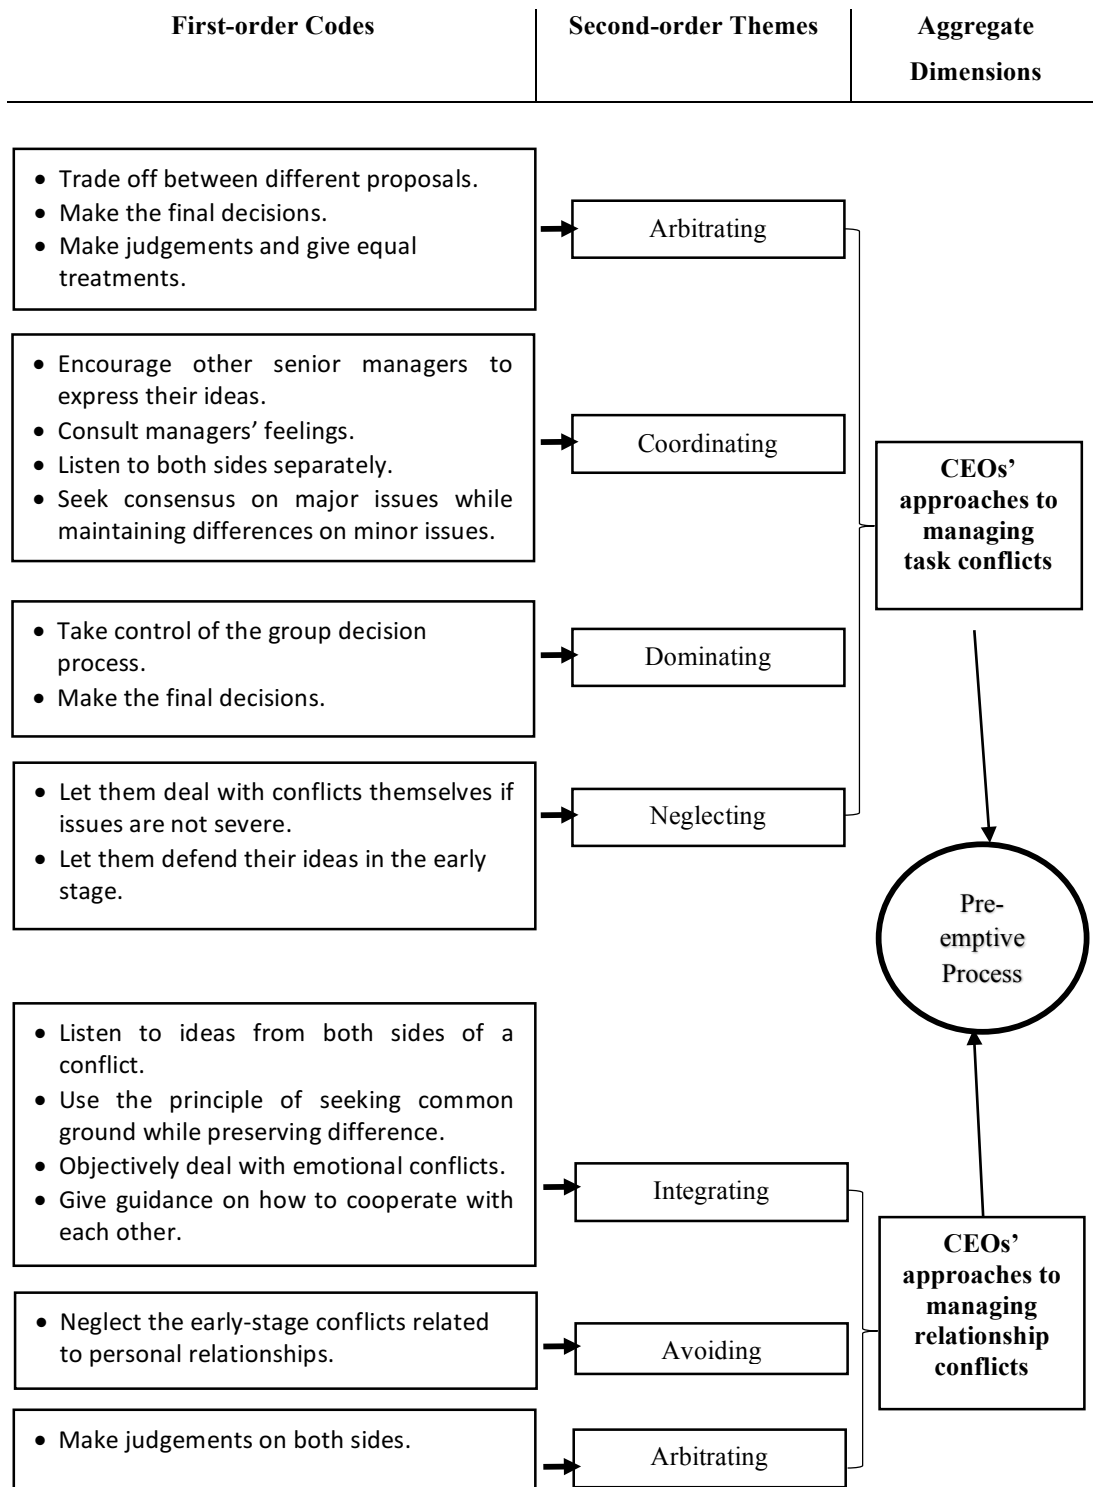 First-order Codes
Second-order Themes
Aggregate
Dimensions
• Trade off between different proposals.
• Make the final decisions.
• Make judgements and give equal
treatments.
Arbitrating
• Encourage other senior managers to
express their ideas.
• Consult managers’ feelings.
• Listen to both sides separately.
• Seek consensus on major issues while
maintaining differences on minor issues.
Coordinating
• Take control of the group decision
process.
• Make the final decisions.
Dominating
• Let them deal with conflicts themselves if
issues are not severe.
• Let them defend their ideas in the early
stage.
Neglecting
CEOs’
approaches to
managing
task conflicts
Pre-
emptive
Process
• Listen to ideas from both sides of a
conflict.
• Use the principle of seeking common
ground while preserving difference.
• Objectively deal with emotional conflicts.
• Give guidance on how to cooperate with
each other.
Integrating
• Neglect the early-stage conflicts related
to personal relationships.
Avoiding
• Make judgements on both sides.
Arbitrating
CEOs’
approaches to
managing
relationship
conflicts